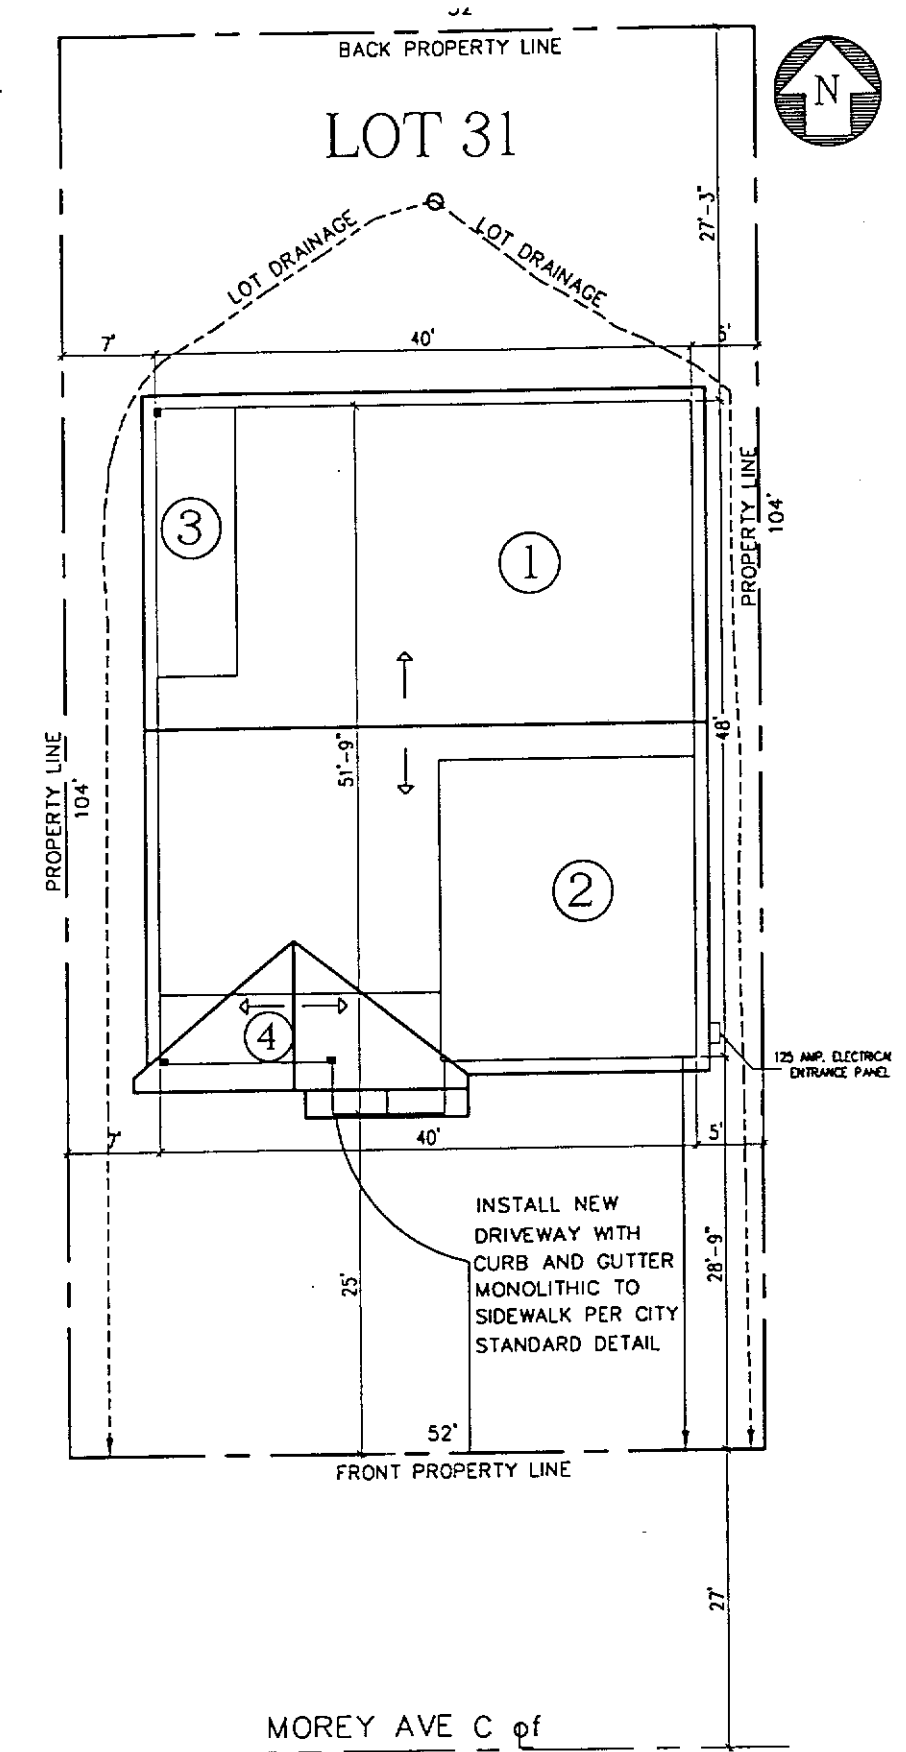 BACK PROPERTY LINE
N
LOT 31
27'-3"
LOT DRAINAGE
LOT DRAINAGE
7'
40'
3
1
PROPERTY LINE
104'
51'-9"
48'
PROPERTY LINE
104'
2
4
125 AMP. ELECTRICAL
ENTRANCE PANEL
7'
40'
5'
INSTALL NEW
DRIVEWAY WITH
CURB AND GUTTER
MONOLITHIC TO
SIDEWALK PER CITY
STANDARD DETAIL
25'
28'-9"
52'
FRONT PROPERTY LINE
27'
MOREY AVE C of